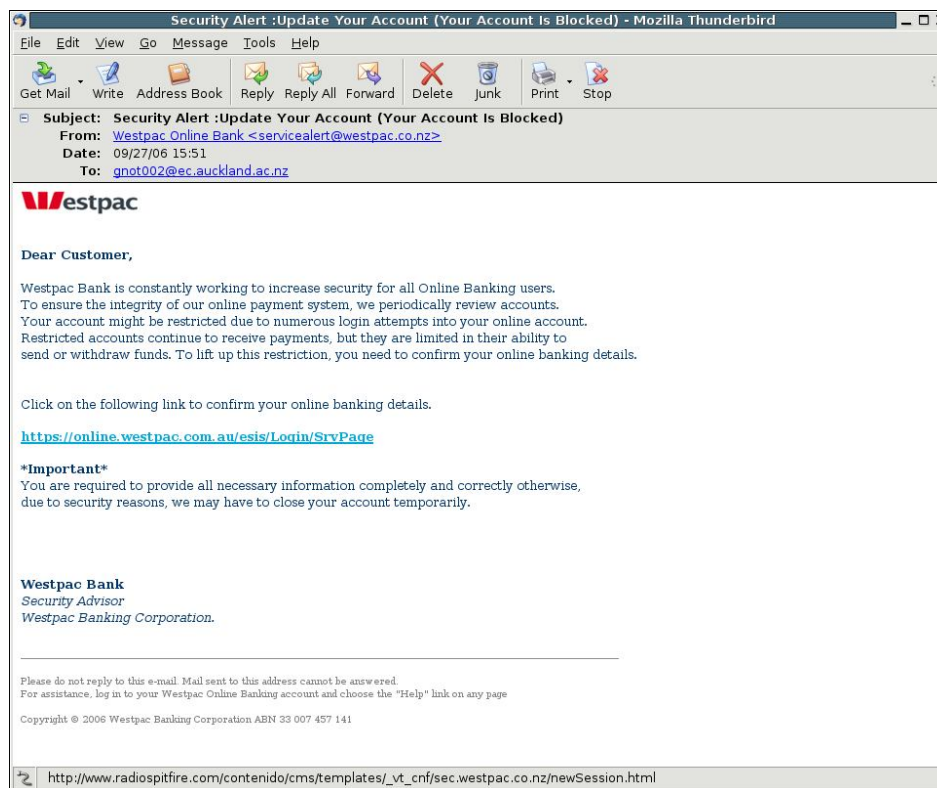 Security Alert :Update Your Account (Your Account Is Blocked) - Mozilla Thunderbird
File Edit View Go Message Tools Help
Get Mail Write Address Book Reply Reply All Forward Delete Junk Print Stop
Subject: Security Alert :Update Your Account (Your Account Is Blocked)
From: Westpac Online Bank <servicealert@westpac.co.nz>
Date: 09/27/06 15:51
To: gnot002@ec.auckland.ac.nz
Westpac
Dear Customer,
Westpac Bank is constantly working to increase security for all Online Banking users.
To ensure the integrity of our online payment system, we periodically review accounts.
Your account might be restricted due to numerous login attempts into your online account.
Restricted accounts continue to receive payments, but they are limited in their ability to
send or withdraw funds. To lift up this restriction, you need to confirm your online banking details.
Click on the following link to confirm your online banking details.
https://online.westpac.com.au/esis/Login/SrvPage
*Important*
You are required to provide all necessary information completely and correctly otherwise,
due to security reasons, we may have to close your account temporarily.
Westpac Bank
Security Advisor
Westpac Banking Corporation.
Please do not reply to this e-mail. Mail sent to this address cannot be answered.
For assistance, log in to your Westpac Online Banking account and choose the "Help" link on any page
Copyright © 2006 Westpac Banking Corporation ABN 33 007 457 141
http://www.radiospitfire.com/contenido/cms/templates/_vt_cnf/sec.westpac.co.nz/newSession.html